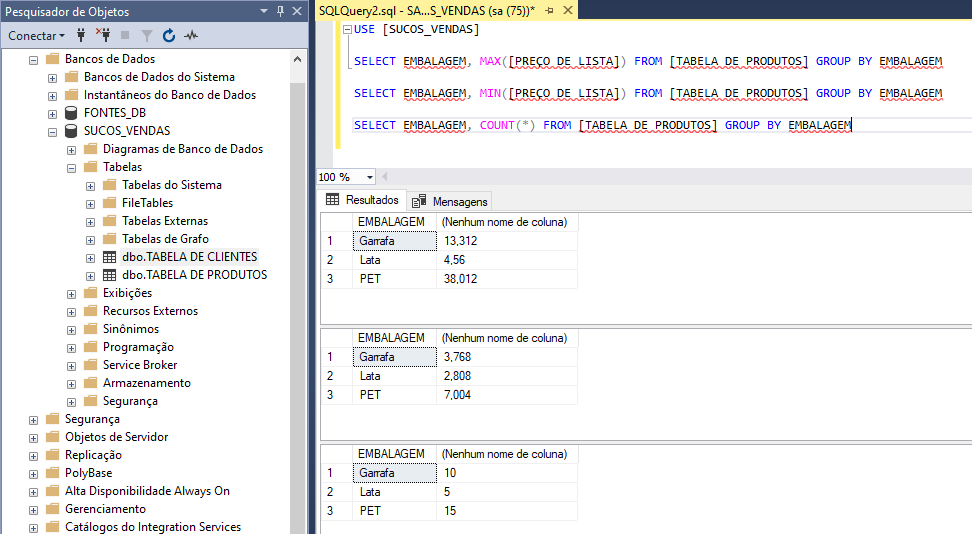 Pesquisador de Objetos
Conectar
Bancos de Dados
Bancos de Dados do Sistema
Instantâneos do Banco de Dados
FONTES_DB
SUCOS_VENDAS
Diagramas de Banco de Dados
Tabelas
Tabelas do Sistema
FileTables
Tabelas Externas
Tabelas de Grafo
dbo.TABELA DE CLIENTES
dbo.TABELA DE PRODUTOS
Exibições
Recursos Externos
Sinônimos
Programação
Service Broker
Armazenamento
Segurança
Segurança
Objetos de Servidor
Replicação
PolyBase
Alta Disponibilidade Always On
Gerenciamento
Catálogos do Integration Services
SQLQuery2.sql - SA...S_VENDAS (sa (75))*
USE [SUCOS_VENDAS]
SELECT EMBALAGEM, MAX([PREÇO DE LISTA]) FROM [TABELA DE PRODUTOS] GROUP BY EMBALAGEM
SELECT EMBALAGEM, MIN([PREÇO DE LISTA]) FROM [TABELA DE PRODUTOS] GROUP BY EMBALAGEM
SELECT EMBALAGEM, COUNT(*) FROM [TABELA DE PRODUTOS] GROUP BY EMBALAGEM
100 %
Resultados Mensagens
EMBALAGEM (Nenhum nome de coluna)
1 Garrafa 13,312
2 Lata 4,56
3 PET 38,012
EMBALAGEM (Nenhum nome de coluna)
1 Garrafa 3,768
2 Lata 2,808
3 PET 7,004
EMBALAGEM (Nenhum nome de coluna)
1 Garrafa 10
2 Lata 5
3 PET 15